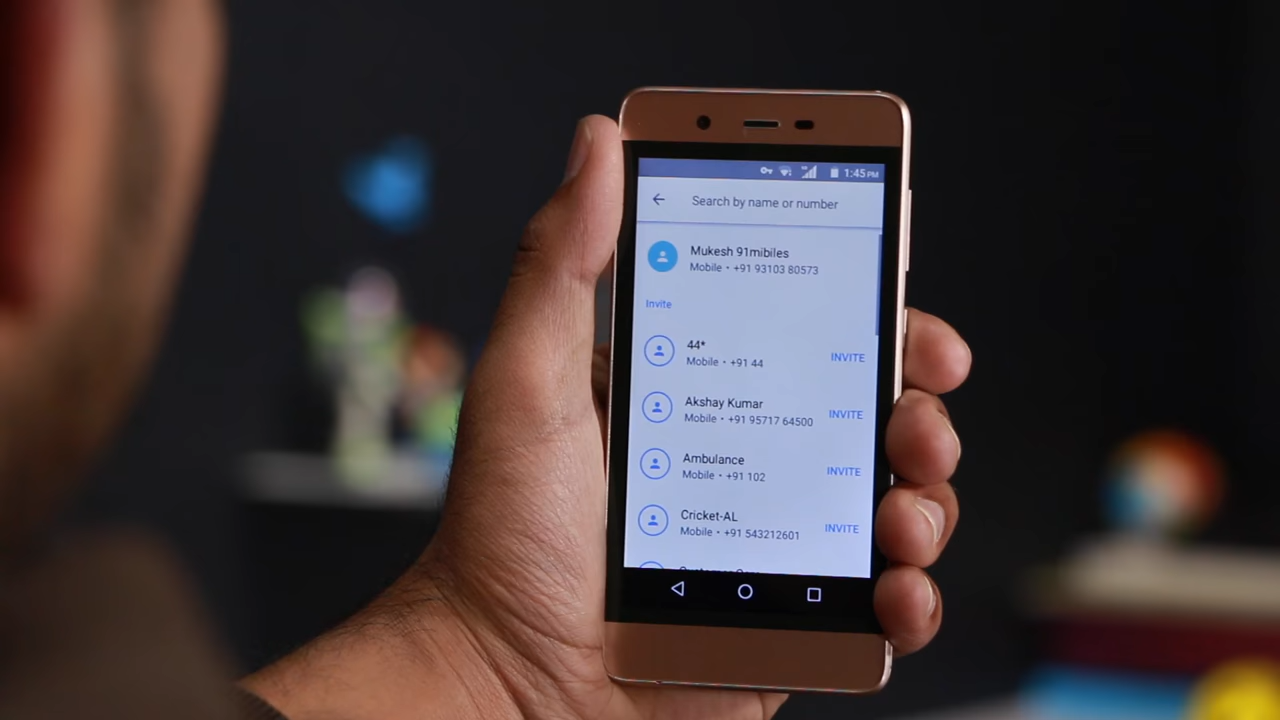 1:45 PM
Search by name or number
Mukesh 91mibiles
Mobile • +91 93103 80573
Invite
44*
Mobile • +91 44
INVITE
Akshay Kumar
Mobile • +91 95717 64500
INVITE
Ambulance
Mobile • +91 102
INVITE
Cricket-AL
Mobile • +91 543212601
INVITE